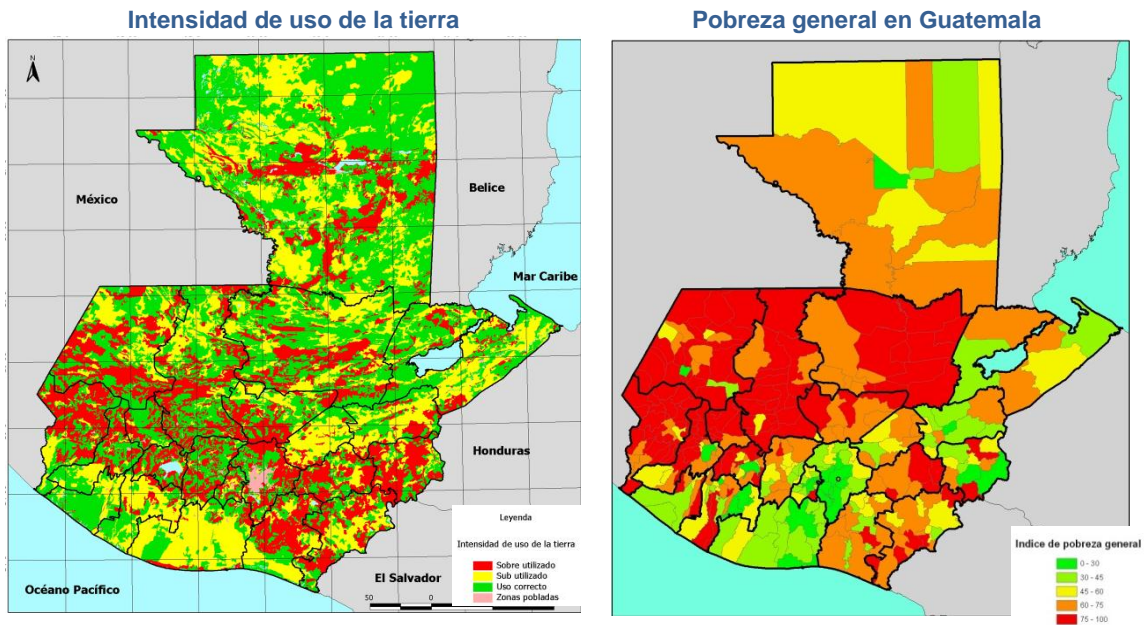 Intensidad de uso de la tierra
Pobreza general en Guatemala
N
México
Belice
Mar Caribe
Honduras
El Salvador
Océano Pacífico
Leyenda
Intensidad de uso de la tierra
Sobre utilizado
Sub utilizado
Uso correcto
Zonas pobladas
50
0
Indice de pobreza general
0 - 30
30 - 45
45 - 60
60 - 75
75 - 100